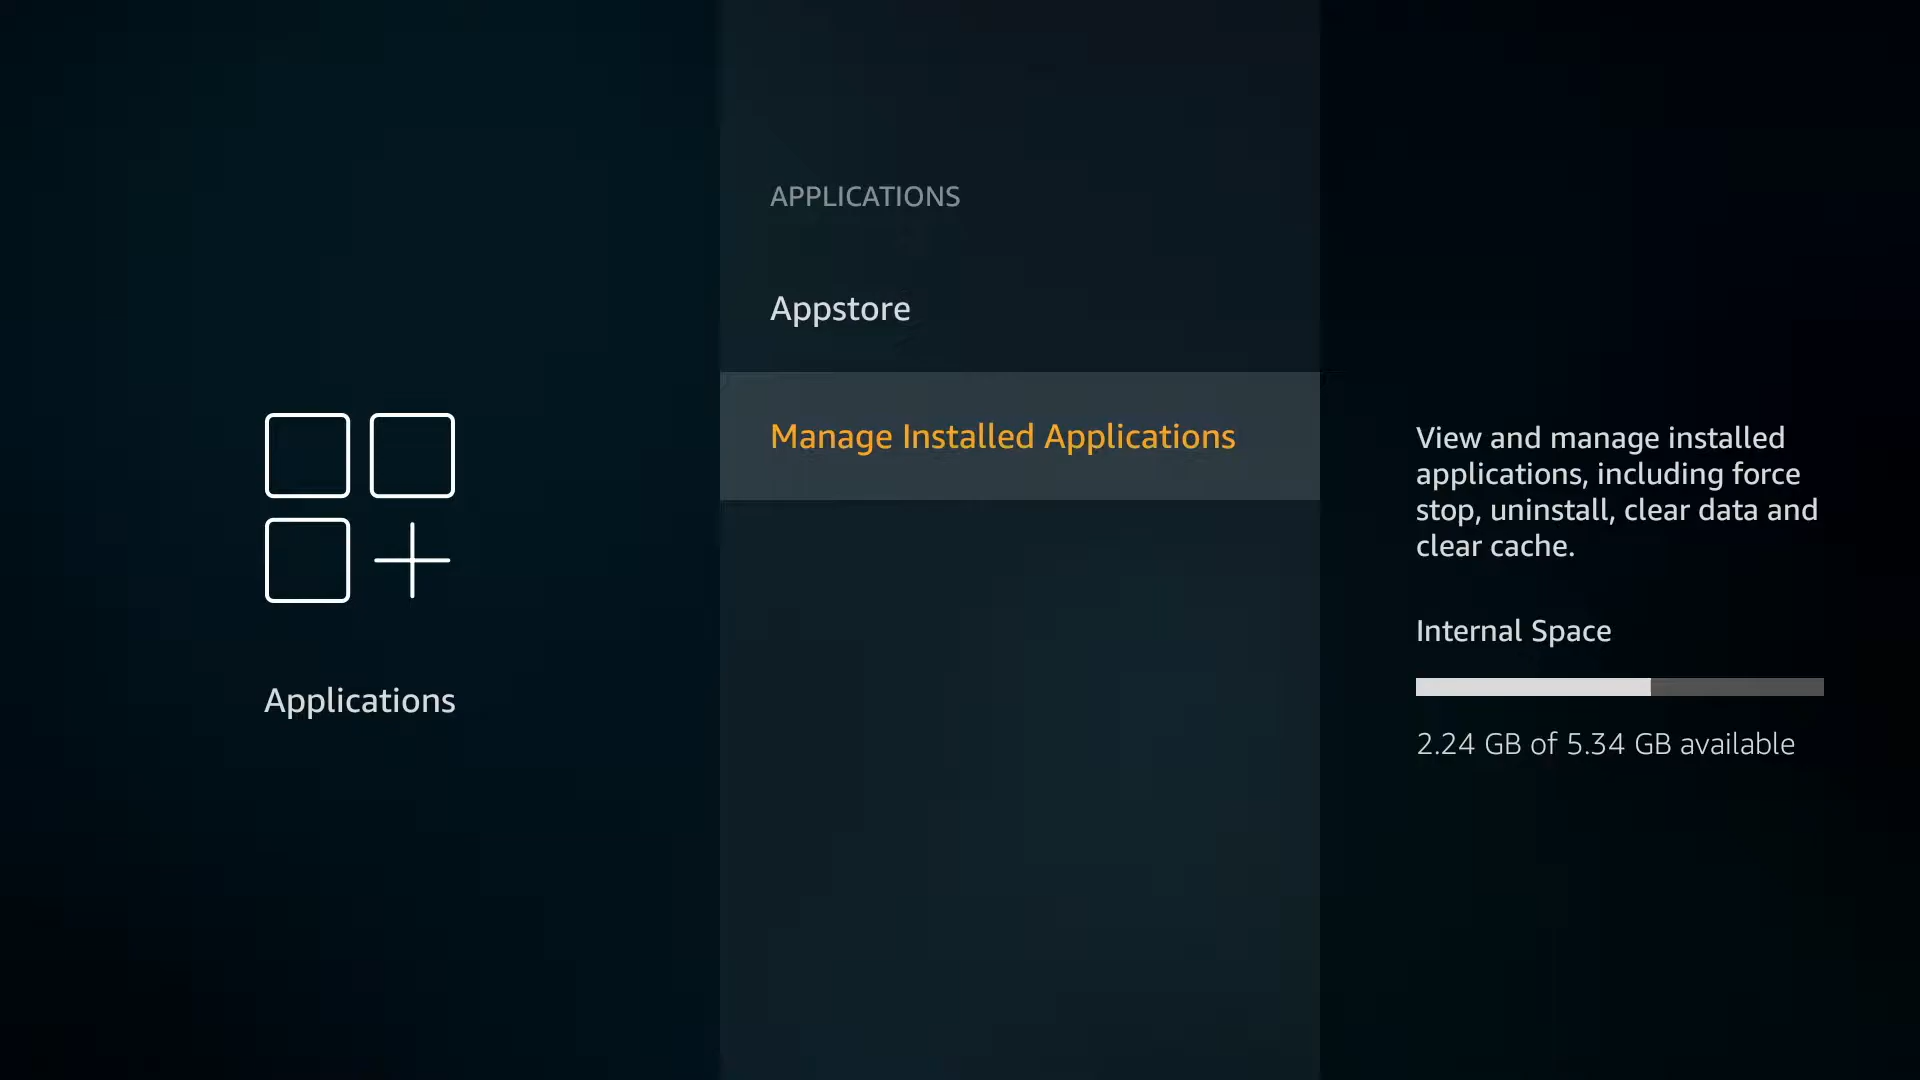 APPLICATIONS
Appstore
Manage Installed Applications
Applications
View and manage installed
applications, including force
stop, uninstall, clear data and
clear cache.
Internal Space
2.24 GB of 5.34 GB available